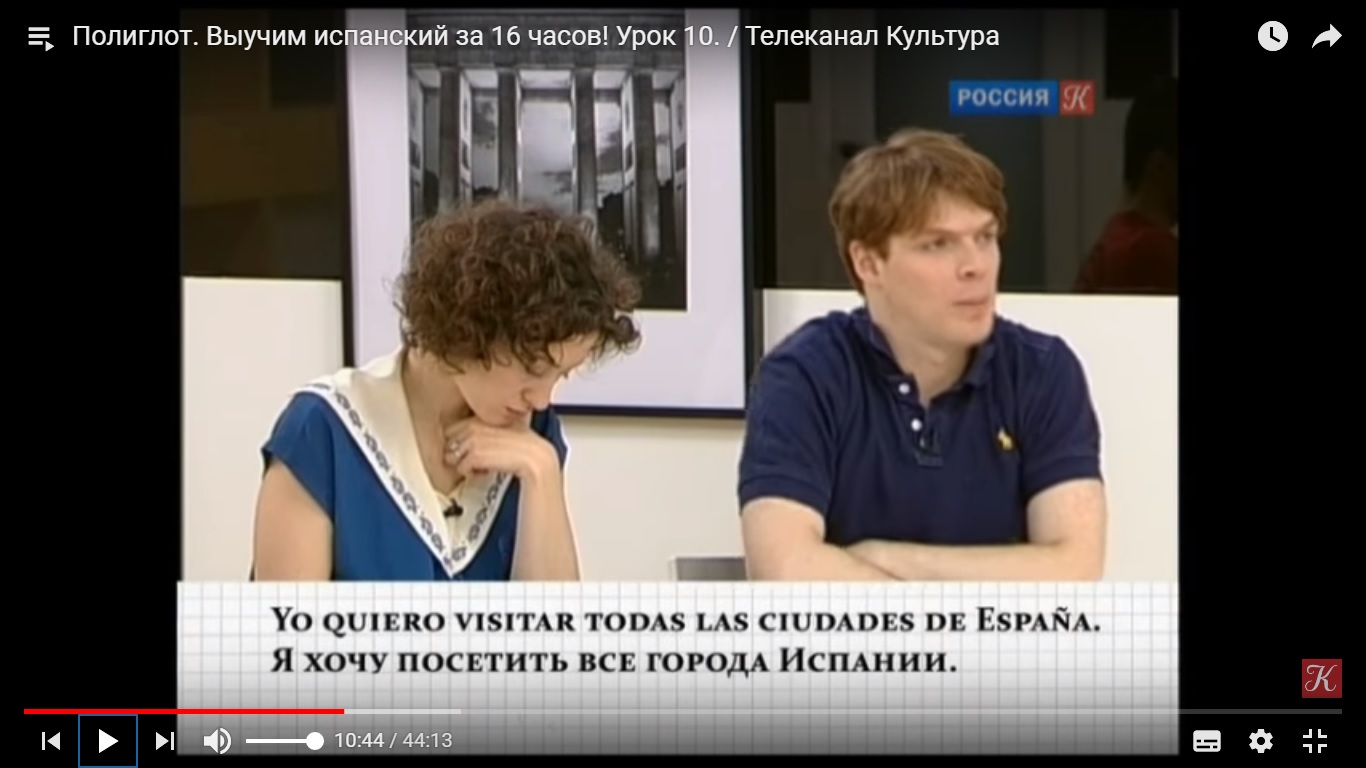 Полиглот. Выучим испанский за 16 часов! Урок 10. / Телеканал Культура
РОССИЯ К
Yo quiero visitar todas las ciudades de España.
Я хочу посетить все города Испании.
К
10:44 / 44:13